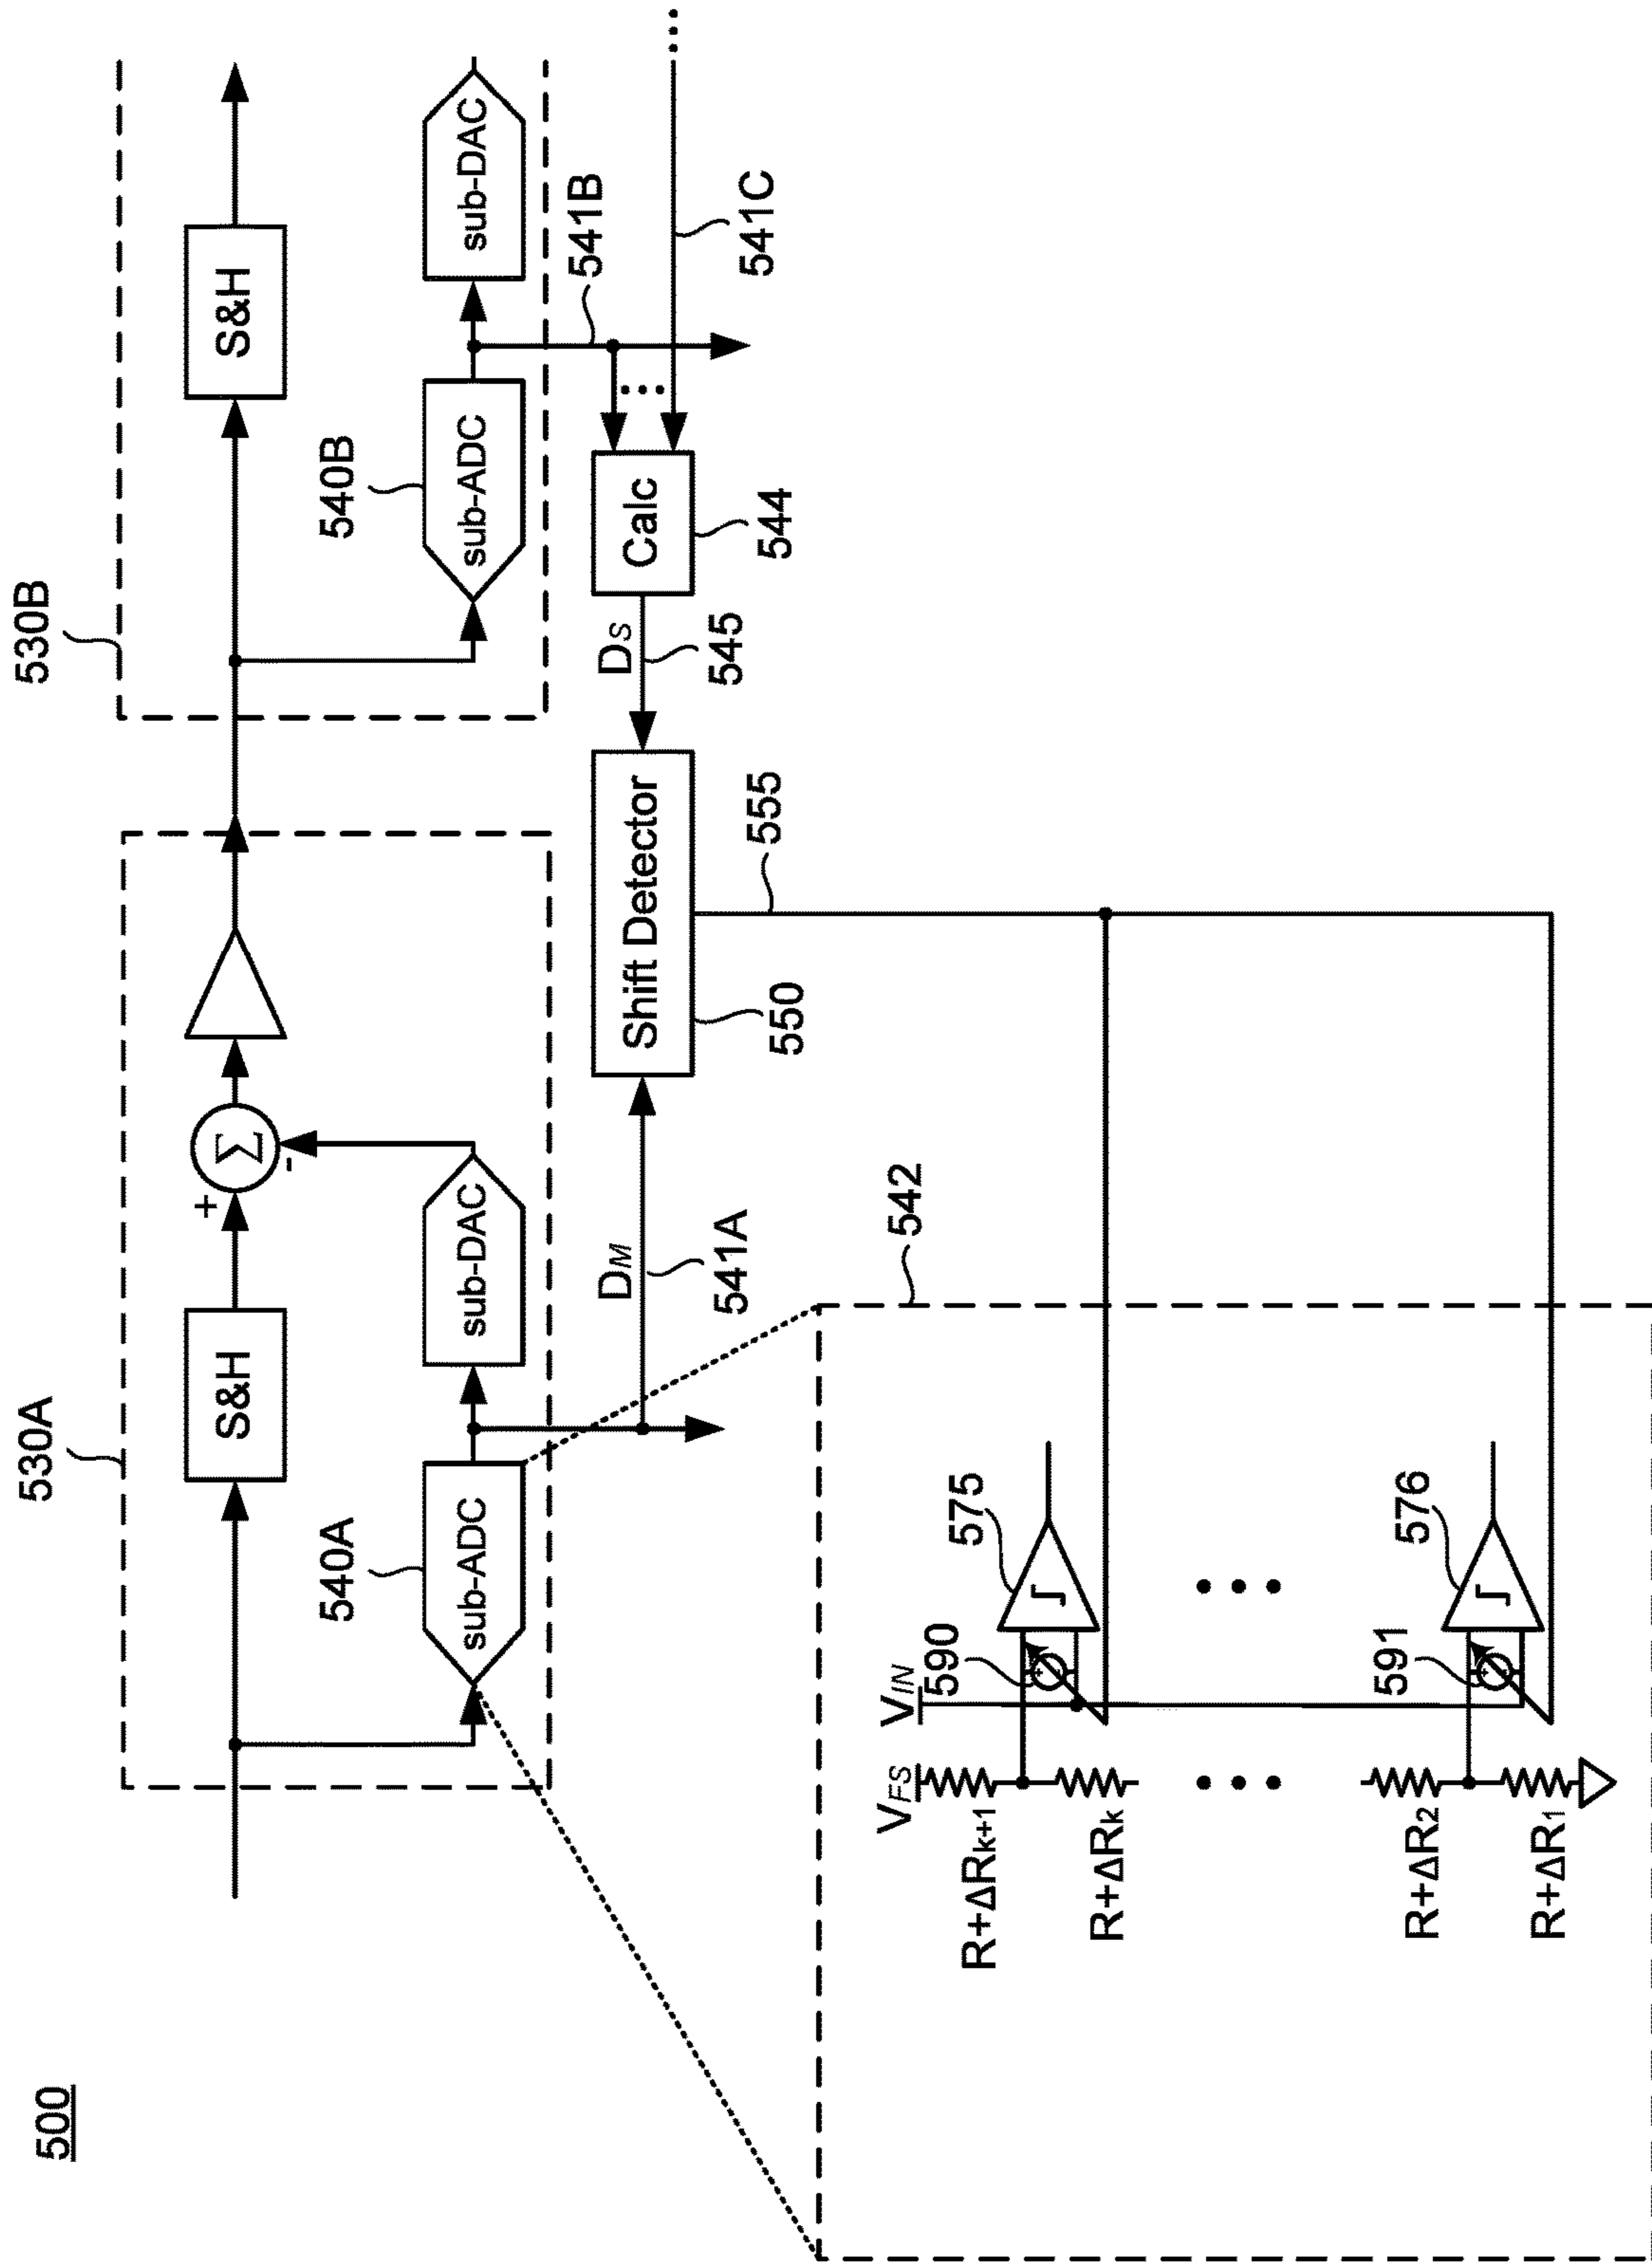 500
530A
530B
S&H
+
Σ
-
S&H
540A
sub-ADC
sub-DAC
540B
sub-ADC
sub-DAC
541B
DM
541A
Shift Detector
550
DS
545
Calc
544
541C
555
542
VFS
VIN
590
575
R+ΔRk+1
R+ΔRk
R+ΔR2
591
576
R+ΔR1